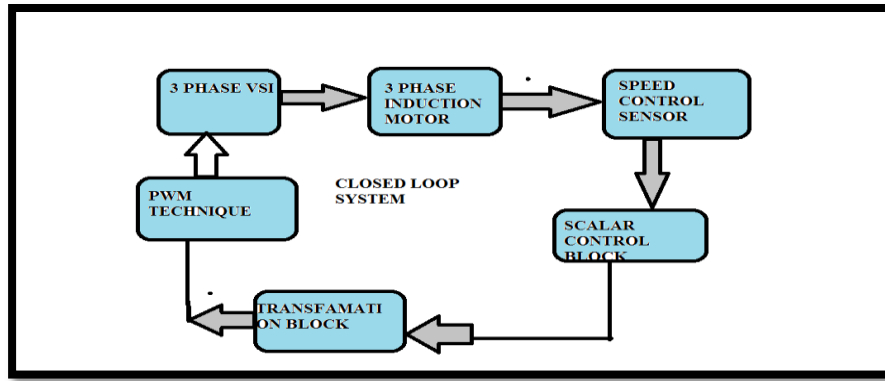 3 PHASE VSI
3 PHASE
INDUCTION
MOTOR
SPEED
CONTROL
SENSOR
PWM
TECHNIQUE
CLOSED LOOP
SYSTEM
SCALAR
CONTROL
BLOCK
TRANSFAMATI
ON BLOCK